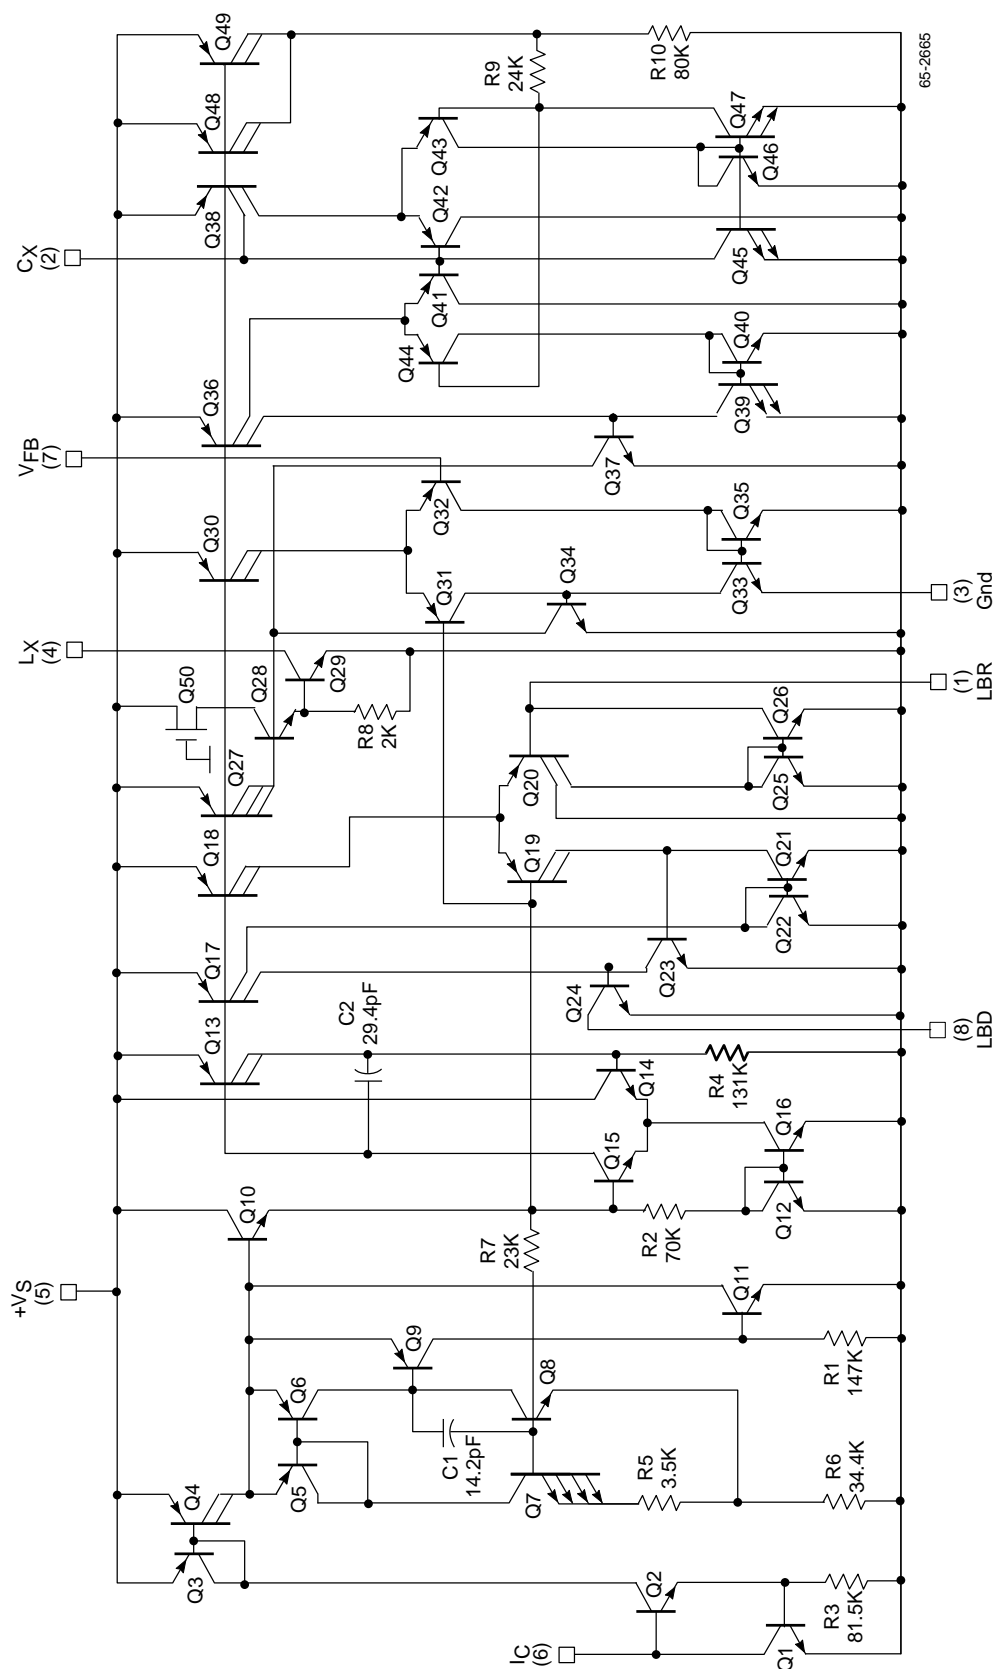 +VS
(5)
CX
(2)
VFB
(7)
LX
(4)
IC
(6)
(3)
Gnd
(1)
LBR
(8)
LBD
Q1
Q2
Q3
Q4
Q5
Q6
Q7
Q8
Q9
Q10
Q11
Q12
Q13
Q14
Q15
Q16
Q17
Q18
Q19
Q20
Q21
Q22
Q23
Q24
Q25
Q26
Q27
Q28
Q29
Q30
Q31
Q32
Q33
Q34
Q35
Q36
Q37
Q38
Q39
Q40
Q41
Q42
Q43
Q44
Q45
Q46
Q47
Q48
Q49
Q50
R1
147K
R2
70K
R3
81.5K
R4
131K
R5
3.5K
R6
34.4K
R7
23K
R8
2K
R9
24K
R10
80K
C1
14.2pF
C2
29.4pF
65-2665